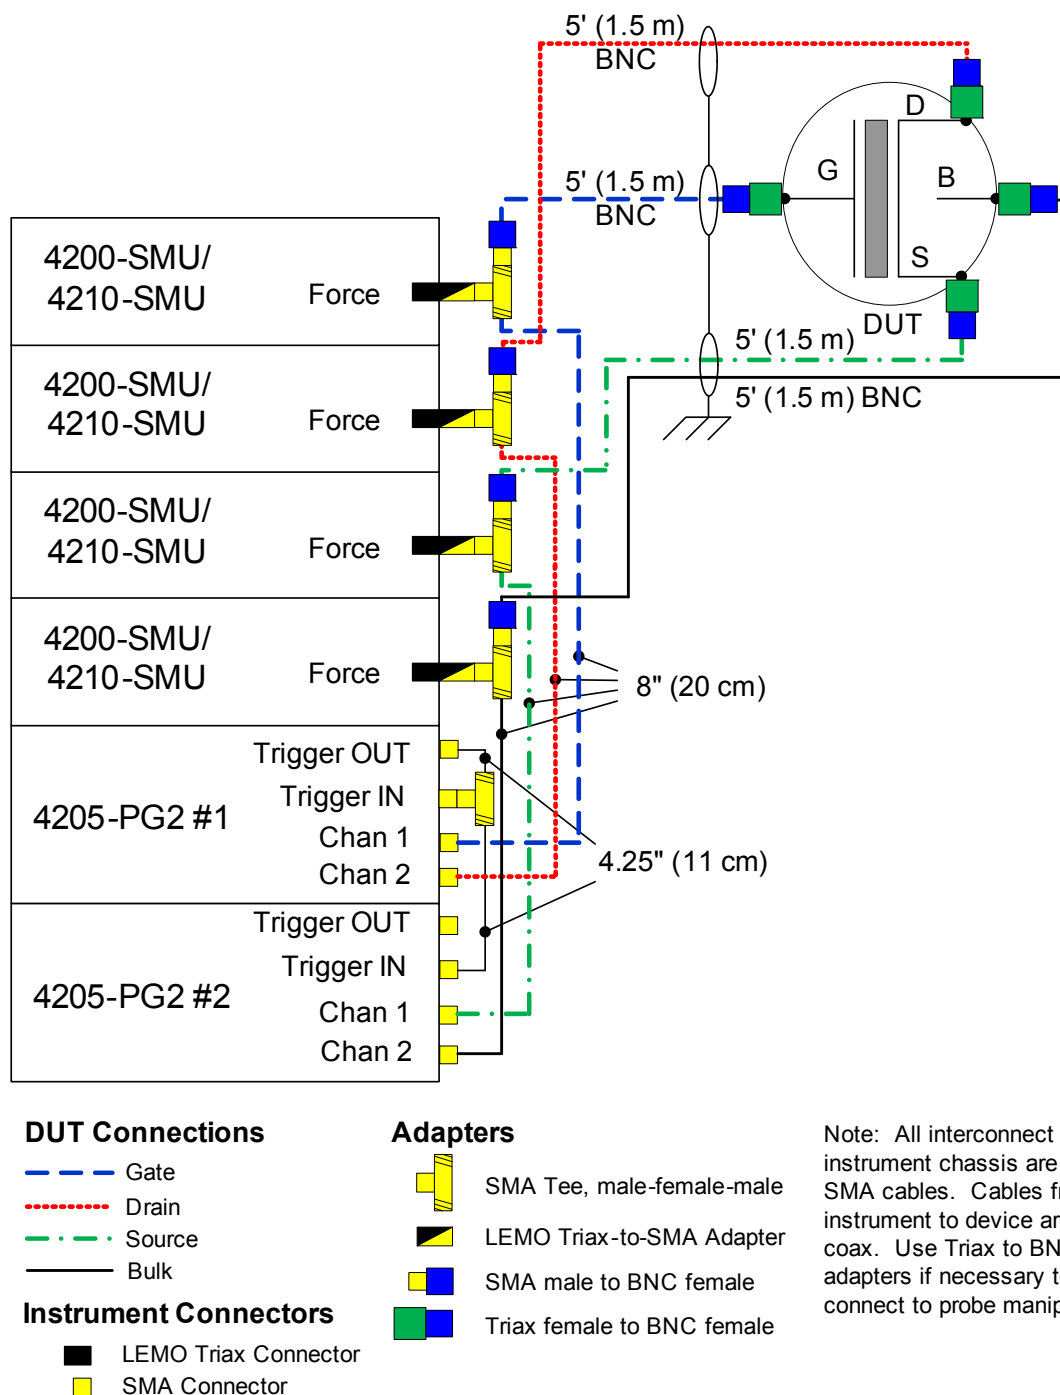 5' (1.5 m)
BNC
D
G
B
S
DUT
5' (1.5 m)
BNC
5' (1.5 m)
5' (1.5 m) BNC
4200-SMU/
4210-SMU
Force
4200-SMU/
4210-SMU
Force
4200-SMU/
4210-SMU
Force
4200-SMU/
4210-SMU
Force
8" (20 cm)
Trigger OUT
Trigger IN
4205-PG2 #1
Chan 1
Chan 2
4.25" (11 cm)
Trigger OUT
Trigger IN
4205-PG2 #2
Chan 1
Chan 2
DUT Connections
Gate
Drain
Source
Bulk
Instrument Connectors
LEMO Triax Connector
SMA Connector
Adapters
SMA Tee, male-female-male
LEMO Triax-to-SMA Adapter
SMA male to BNC female
Triax female to BNC female
Note: All interconnect
instrument chassis are
SMA cables. Cables
instrument to device
coax. Use Triax to
adapters if necessary
connect to probe